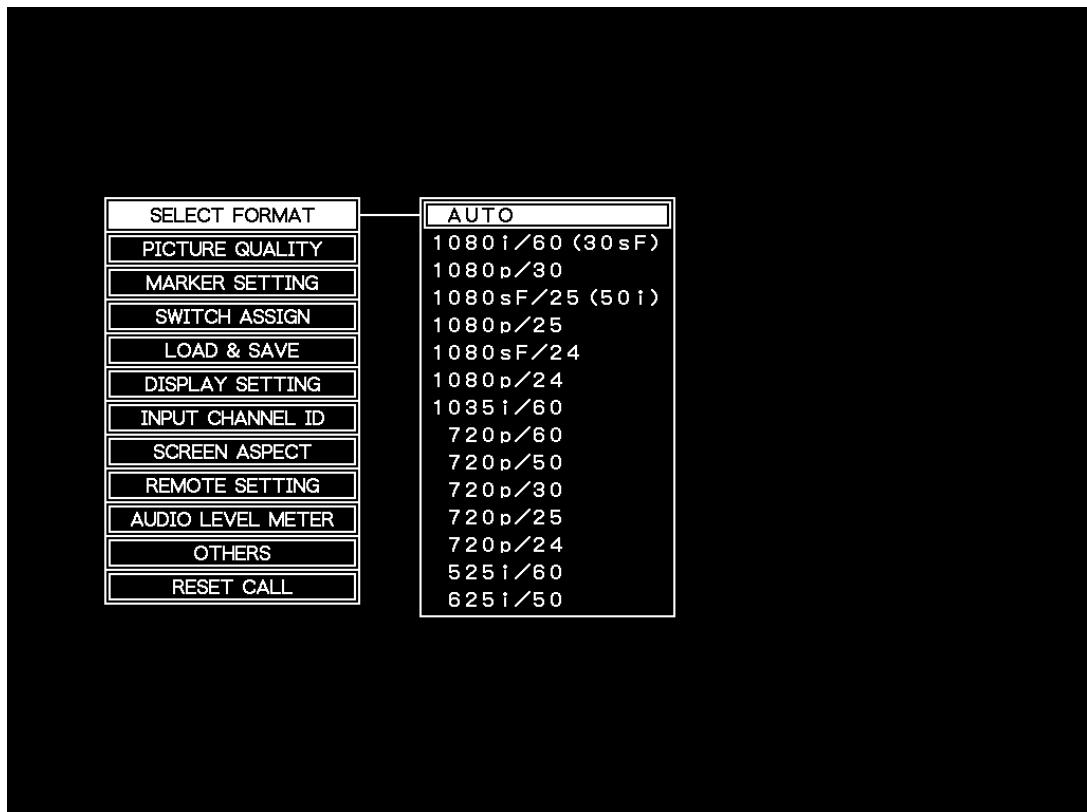 SELECT FORMAT
PICTURE QUALITY
MARKER SETTING
SWITCH ASSIGN
LOAD & SAVE
DISPLAY SETTING
INPUT CHANNEL ID
SCREEN ASPECT
REMOTE SETTING
AUDIO LEVEL METER
OTHERS
RESET CALL
AUTO
1080i/60(30sF)
1080p/30
1080sF/25(50i)
1080p/25
1080sF/24
1080p/24
1035i/60
720p/60
720p/50
720p/30
720p/25
720p/24
525i/60
625i/50